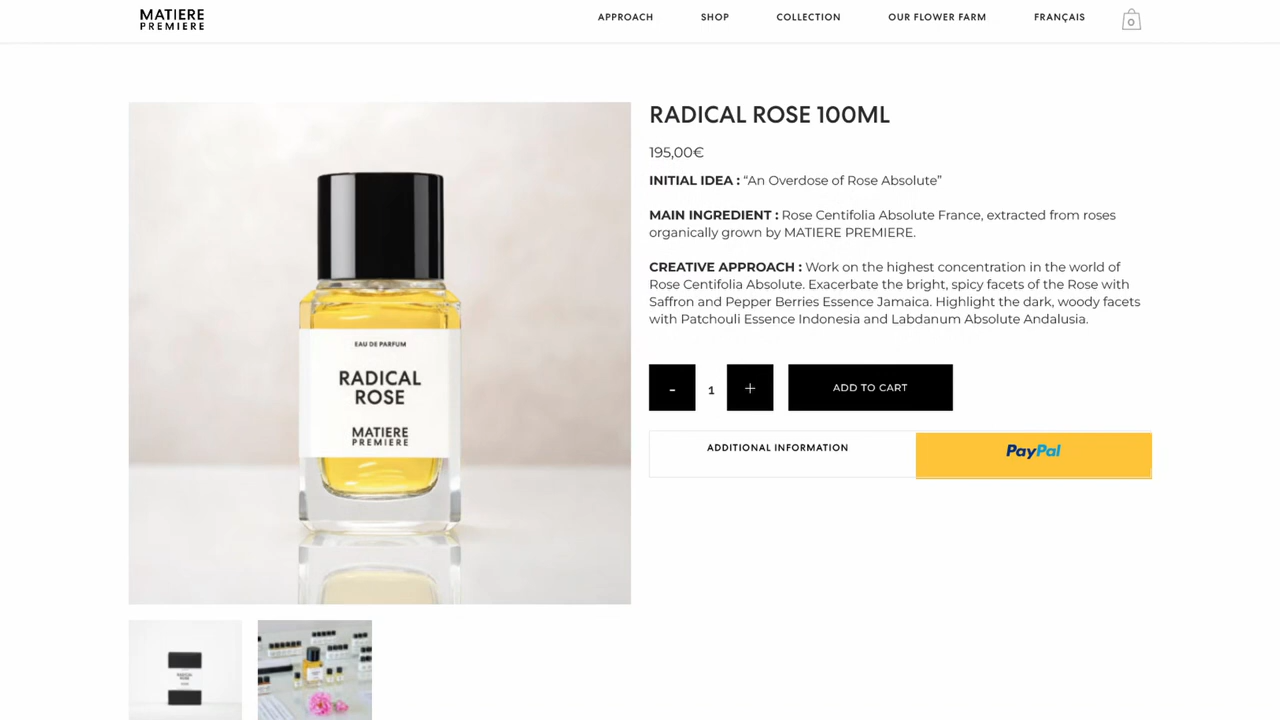 MATIERE
PREMIERE
APPROACH
SHOP
COLLECTION
OUR FLOWER FARM
FRANÇAIS
0
RADICAL ROSE 100ML
195,00€
INITIAL IDEA : “An Overdose of Rose Absolute”
MAIN INGREDIENT : Rose Centifolia Absolute France, extracted from roses
organically grown by MATIERE PREMIERE.
CREATIVE APPROACH : Work on the highest concentration in the world of
Rose Centifolia Absolute. Exacerbate the bright, spicy facets of the Rose with
Saffron and Pepper Berries Essence Jamaica. Highlight the dark, woody facets
with Patchouli Essence Indonesia and Labdanum Absolute Andalusia.
- 1 +
ADD TO CART
ADDITIONAL INFORMATION
PayPal
EAU DE PARFUM
RADICAL
ROSE
MATIERE
PREMIERE